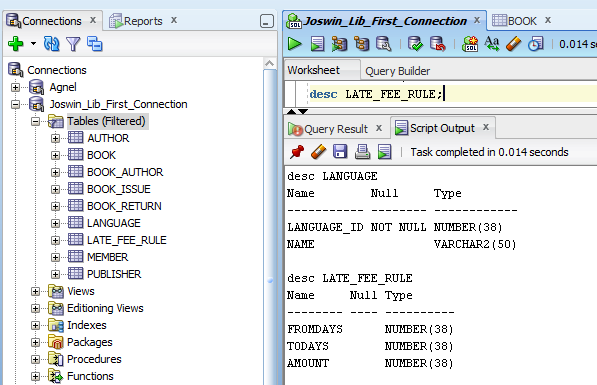 Connections
Reports
Connections
Agnel
Joswin_Lib_First_Connection
Tables (Filtered)
AUTHOR
BOOK
BOOK_AUTHOR
BOOK_ISSUE
BOOK_RETURN
LANGUAGE
LATE_FEE_RULE
MEMBER
PUBLISHER
Views
Editioning Views
Indexes
Packages
Procedures
Functions
SQL Joswin_Lib_First_Connection
BOOK
Aa
0.014 seco
Worksheet Query Builder
desc LATE_FEE_RULE;
Query Result
Script Output
Task completed in 0.014 seconds
desc LANGUAGE
Name Null Type
----------- -------- ------------
LANGUAGE_ID NOT NULL NUMBER(38)
NAME VARCHAR2(50)
desc LATE_FEE_RULE
Name Null Type
--------- ---- ----------
FROMDAYS NUMBER(38)
TODAYS NUMBER(38)
AMOUNT NUMBER(38)